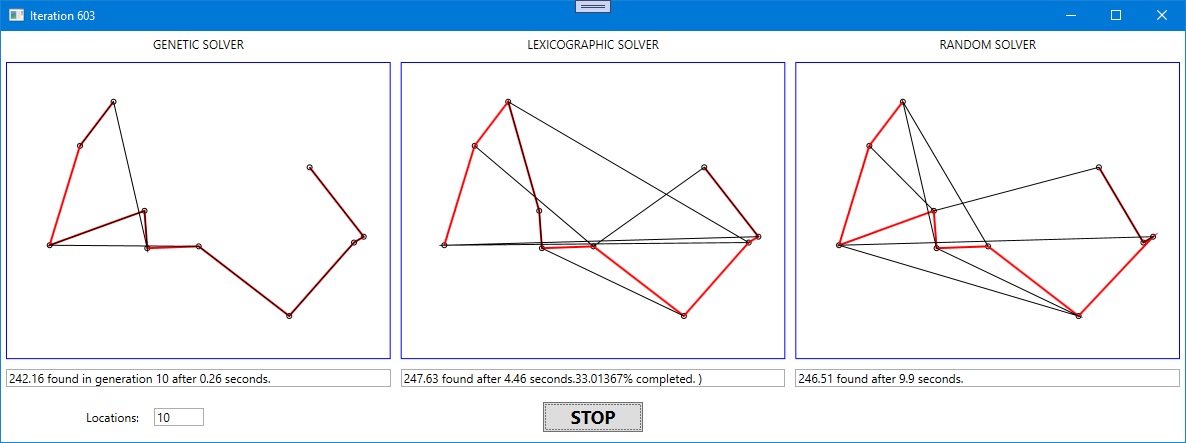 Iteration 603
GENETIC SOLVER
LEXICOGRAPHIC SOLVER
RANDOM SOLVER
242.16 found in generation 10 after 0.26 seconds.
247.63 found after 4.46 seconds.33.01367% completed. )
246.51 found after 9.9 seconds.
Locations: 10
STOP